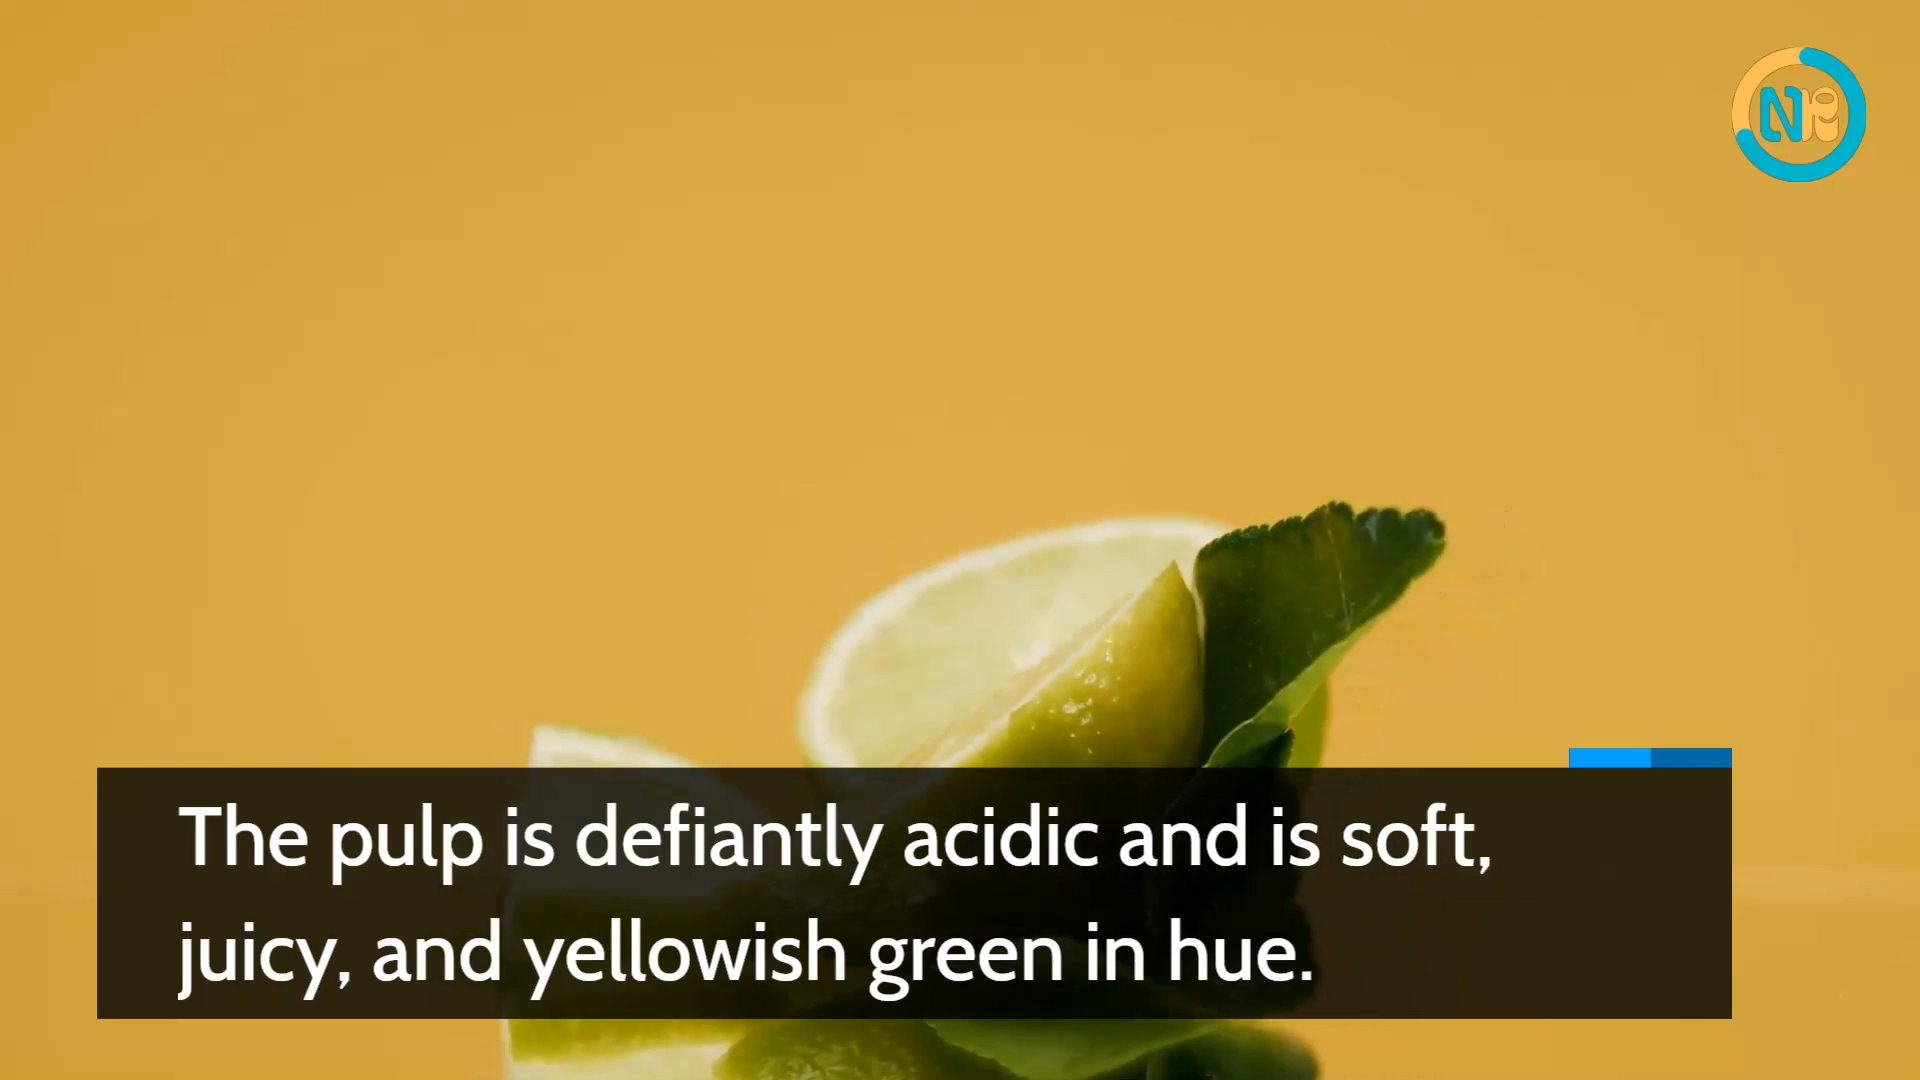 The pulp is defiantly acidic and is soft,
juicy, and yellowish green in hue.